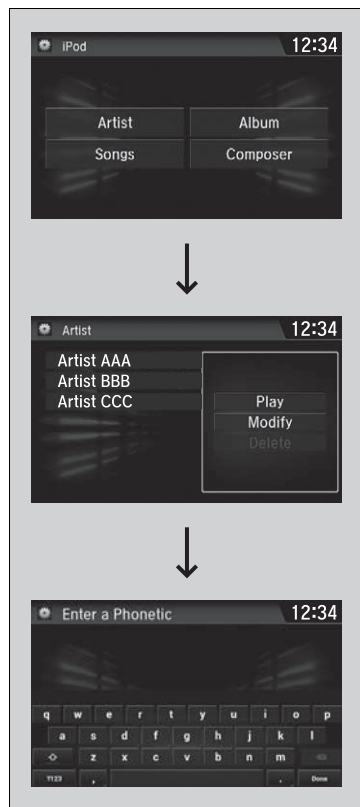 iPod 12:34
Artist Album
Songs Composer
Artist 12:34
Artist AAA
Artist BBB
Artist CCC
Play
Modify
Delete
Enter a Phonetic 12:34
q w e r t y u i o p
a s d f g h j k l
z x c v b n m
?123 , . Done